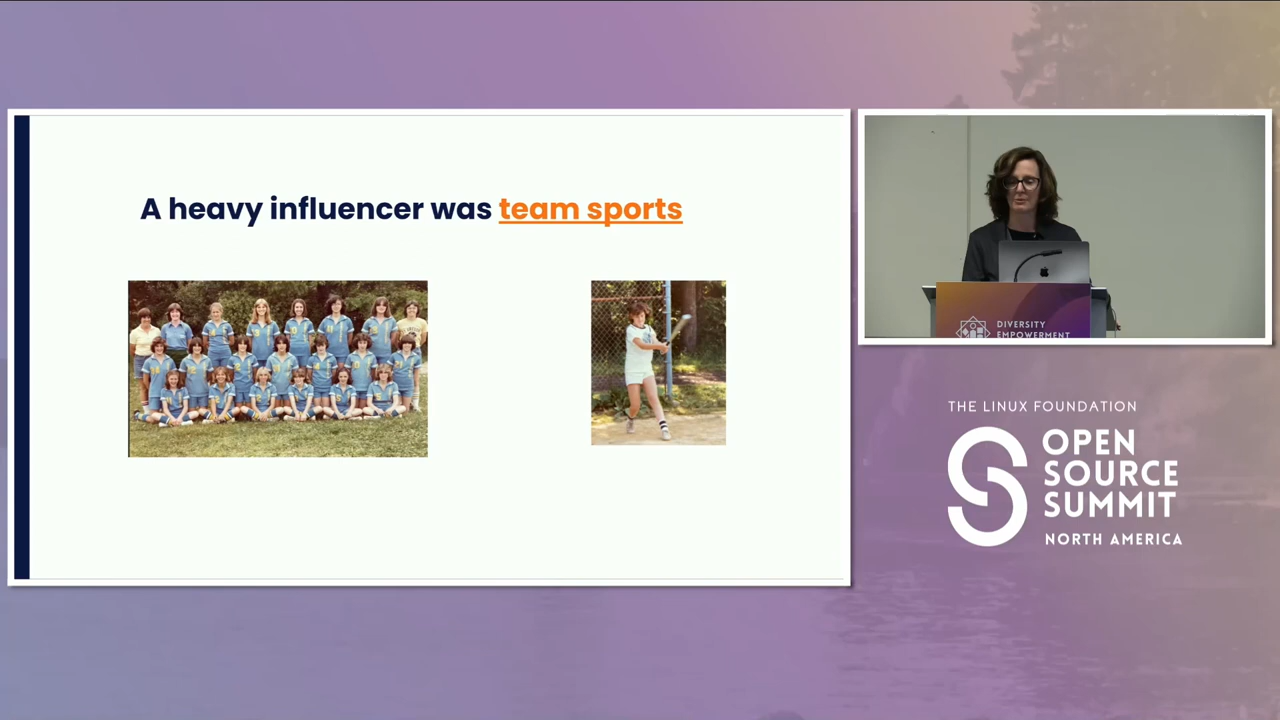 A heavy influencer was team sports
DIVERSITY
EMPOWERMENT
THE LINUX FOUNDATION
OPEN
SOURCE
SUMMIT
NORTH AMERICA